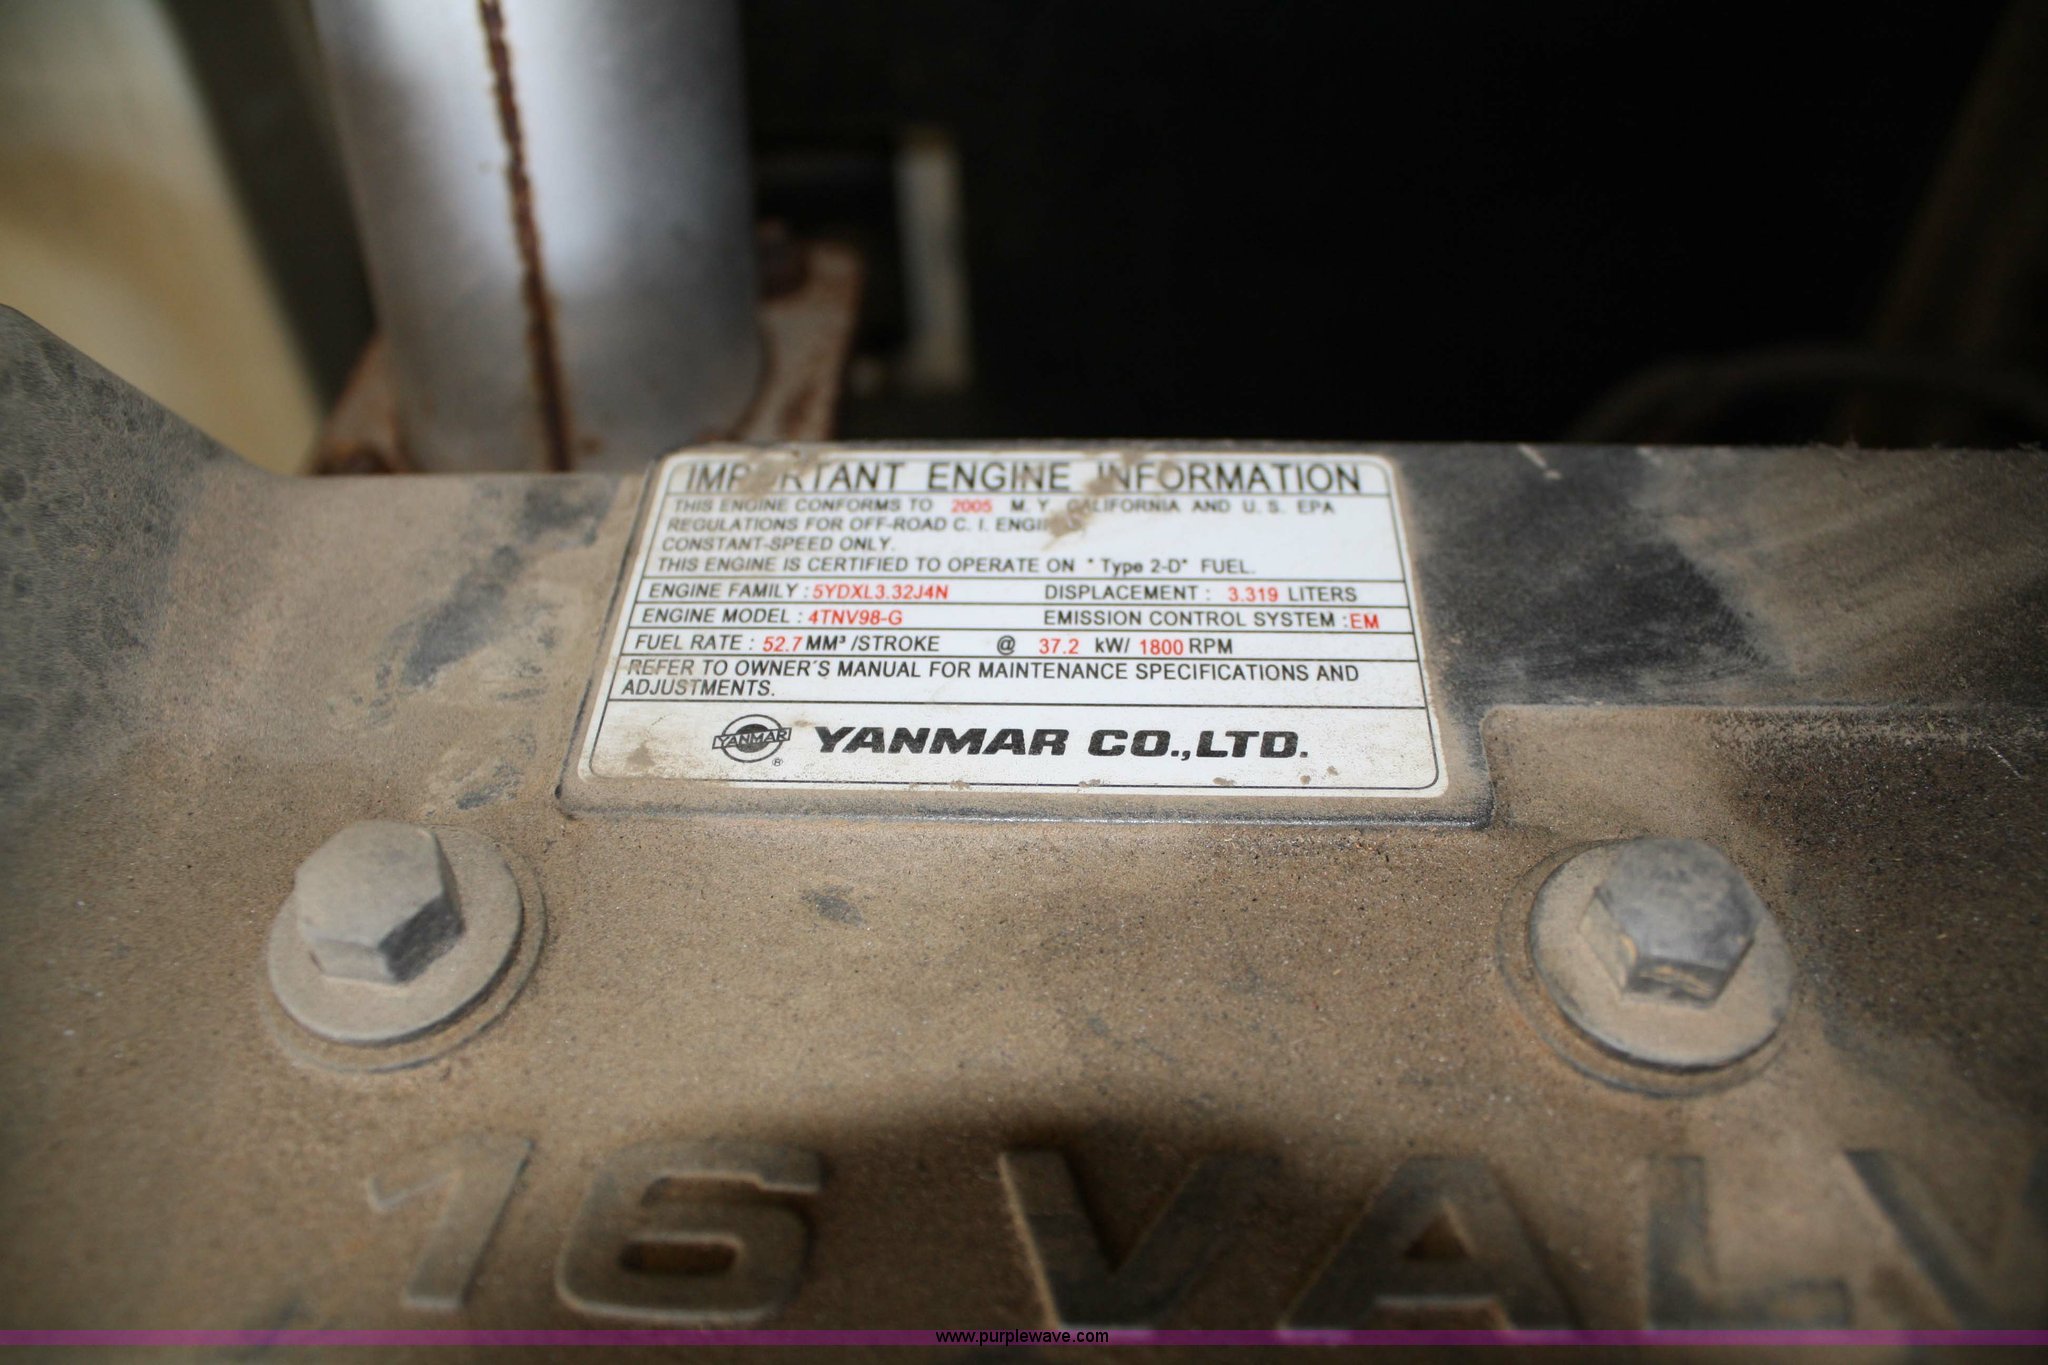 IMPORTANT ENGINE INFORMATION
THIS ENGINE CONFORMS TO 2005 M. Y. CALIFORNIA AND U. S. EPA
REGULATIONS FOR OFF-ROAD C. I.
CONSTANT-SPEED ONLY.
THIS ENGINE IS CERTIFIED TO OPERATE ON "Type 2-D" FUEL.
ENGINE FAMILY : 5YDXL3.32J4N DISPLACEMENT : 3.319 LITERS
ENGINE MODEL : 4TNV98-G EMISSION CONTROL SYSTEM : EM
FUEL RATE : 52.7 MM³ /STROKE @ 37.2 kW/ 1800 RPM
REFER TO OWNER'S MANUAL FOR MAINTENANCE SPECIFICATIONS AND
ADJUSTMENTS.
YANMAR ® YANMAR CO.,LTD.
16 VALV
www.purplewave.com